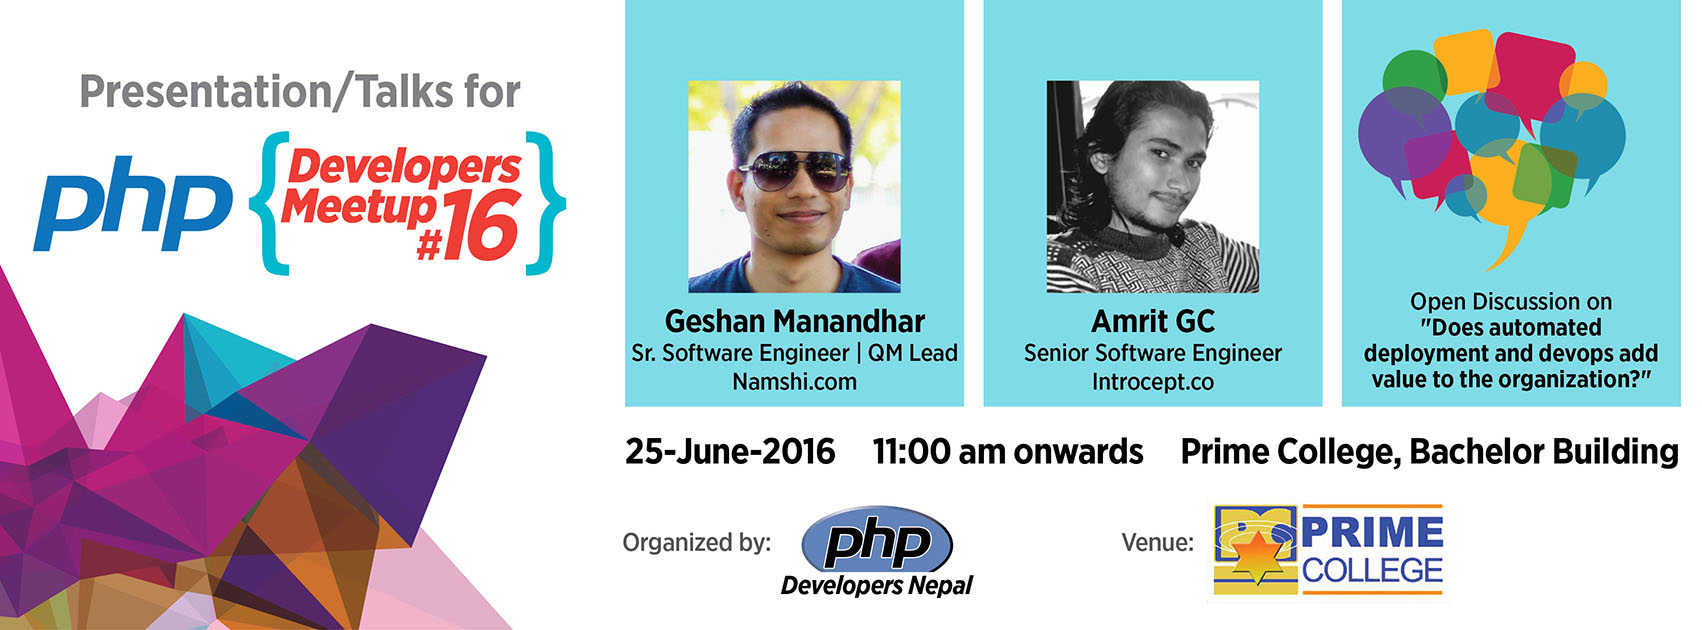 Presentation/Talks for
php { Developers
Meetup
#16 }
Geshan Manandhar
Sr. Software Engineer | QM Lead
Namshi.com
Amrit GC
Senior Software Engineer
Introcept.co
Open Discussion on
"Does automated
deployment and devops add
value to the organization?"
25-June-2016 11:00 am onwards Prime College, Bachelor Building
Organized by:
php
Developers Nepal
Venue:
PRIME
COLLEGE